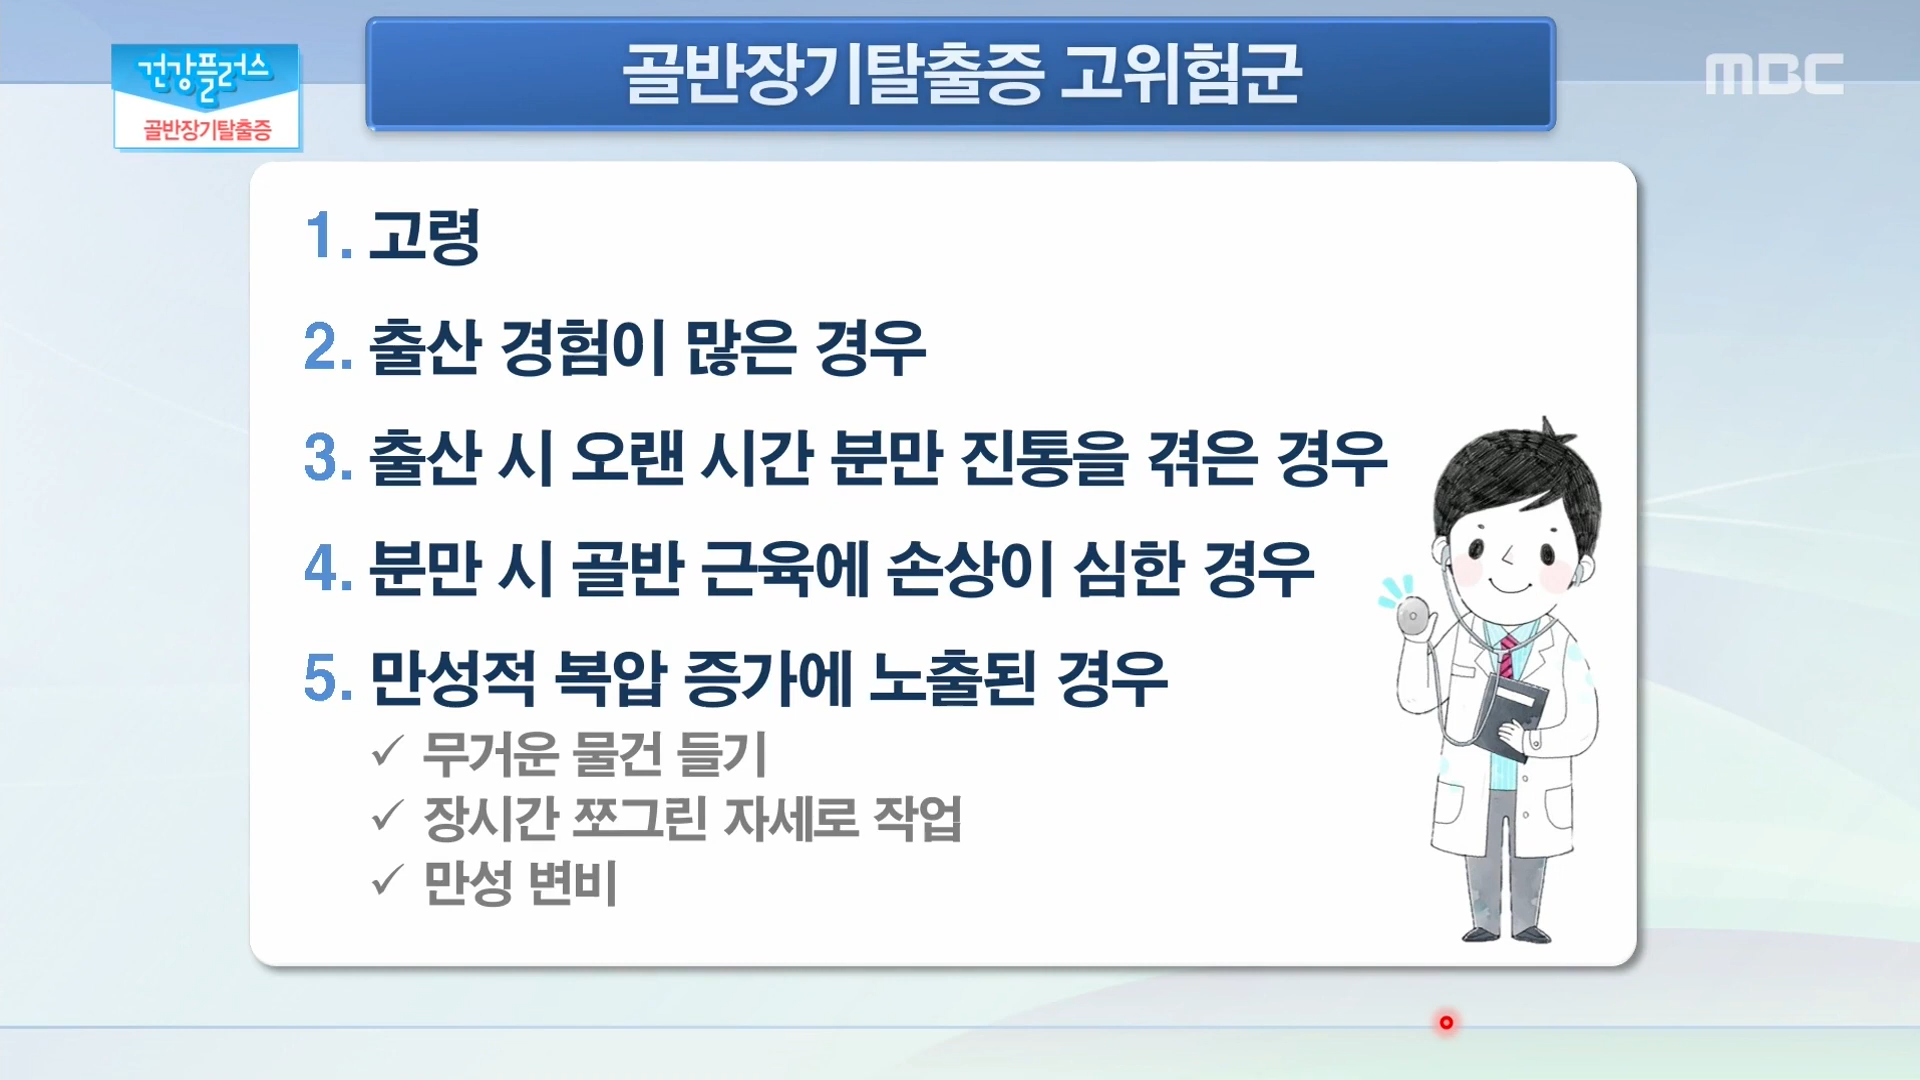 건강플러스
골반장기탈출증
골반장기탈출증 고위험군
MBC
1. 고령
2. 출산 경험이 많은 경우
3. 출산 시 오랜 시간 분만 진통을 겪은 경우
4. 분만 시 골반 근육에 손상이 심한 경우
5. 만성적 복압 증가에 노출된 경우
✓ 무거운 물건 들기
✓ 장시간 쪼그린 자세로 작업
✓ 만성 변비